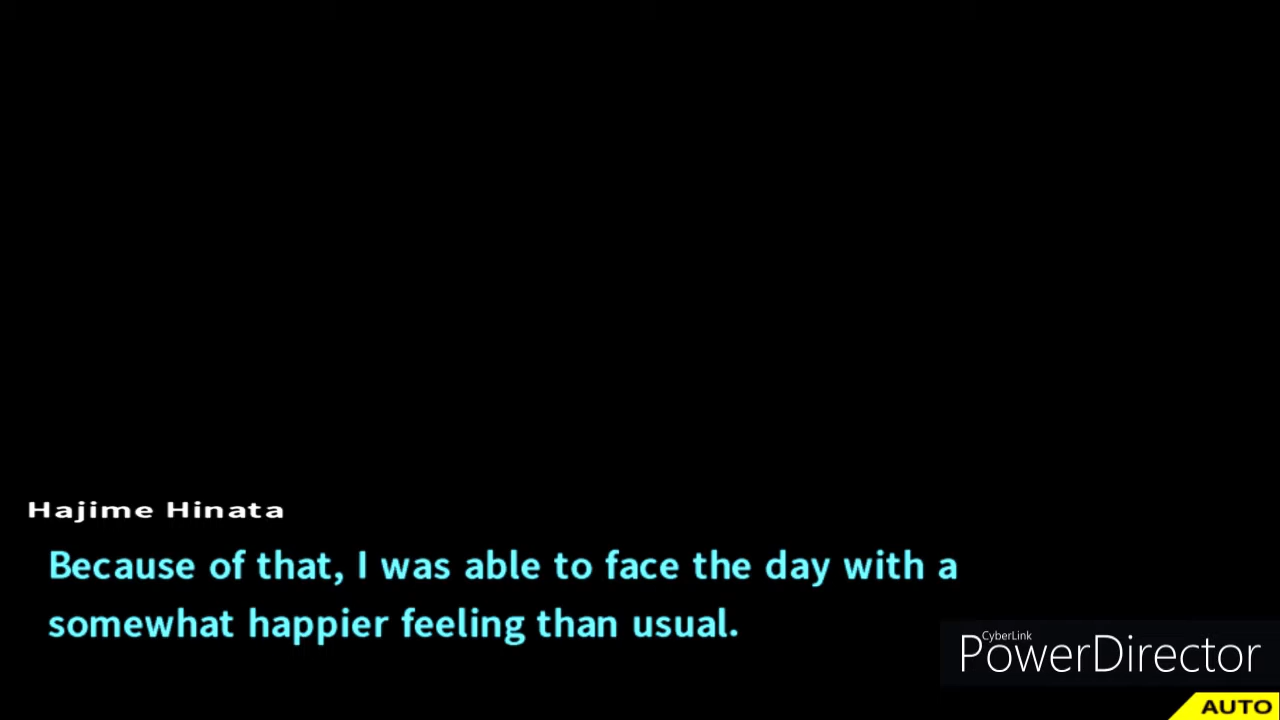 Hajime Hinata
Because of that, I was able to face the day with a
somewhat happier feeling than usual.
CyberLink
PowerDirector
AUTO